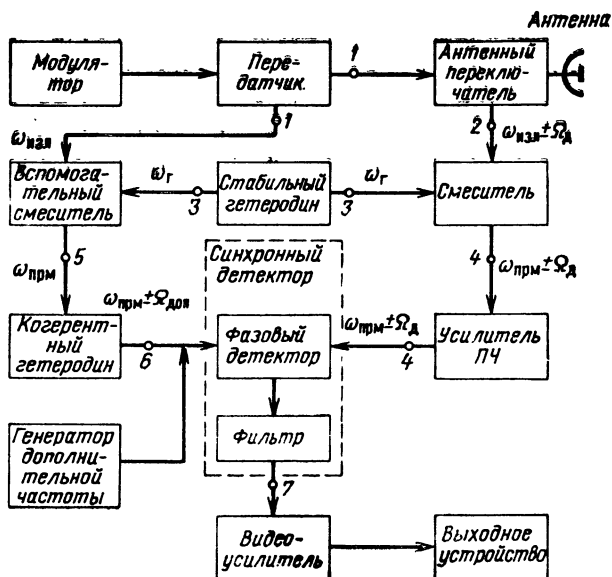 Антенна
Модуля-
тор
Пере-
датчик
1
Антенный
переклю-
чатель
1
2
ωизл
ωизл±Ωд
Вспомога-
тельный
смеситель
ωг
3
Стабильный
гетеродин
ωг
3
Смеситель
5
ωпрм
4
ωпрм±Ωд
Синхронный
детектор
ωпрм±Ωдоп
Когерент-
ный
гетеродин
6
Фазовый
детектор
ωпрм±Ωд
4
Усилитель
ПЧ
Генератор
дополни-
тельной
частоты
Фильтр
7
Видео-
усилитель
Выходное
устройство